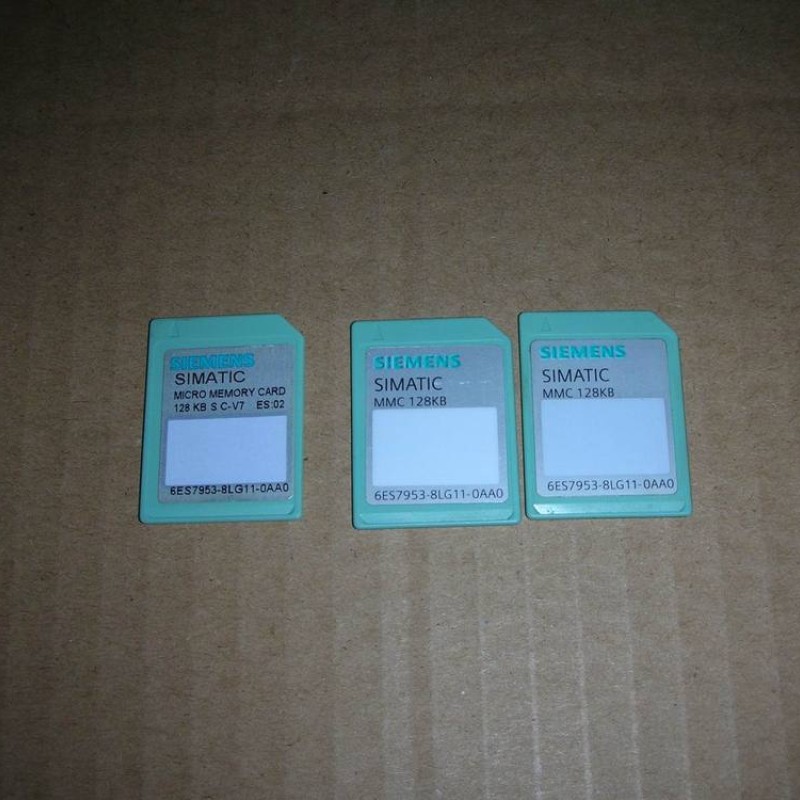 SIEMENS
SIMATIC
MICRO MEMORY CARD
128 KB S C-V7 ES:02
6ES7953-8LG11-0AA0
SIEMENS
SIMATIC
MMC 128KB
6ES7953-8LG11-0AA0
SIEMENS
SIMATIC
MMC 128KB
6ES7953-8LG11-0AA0